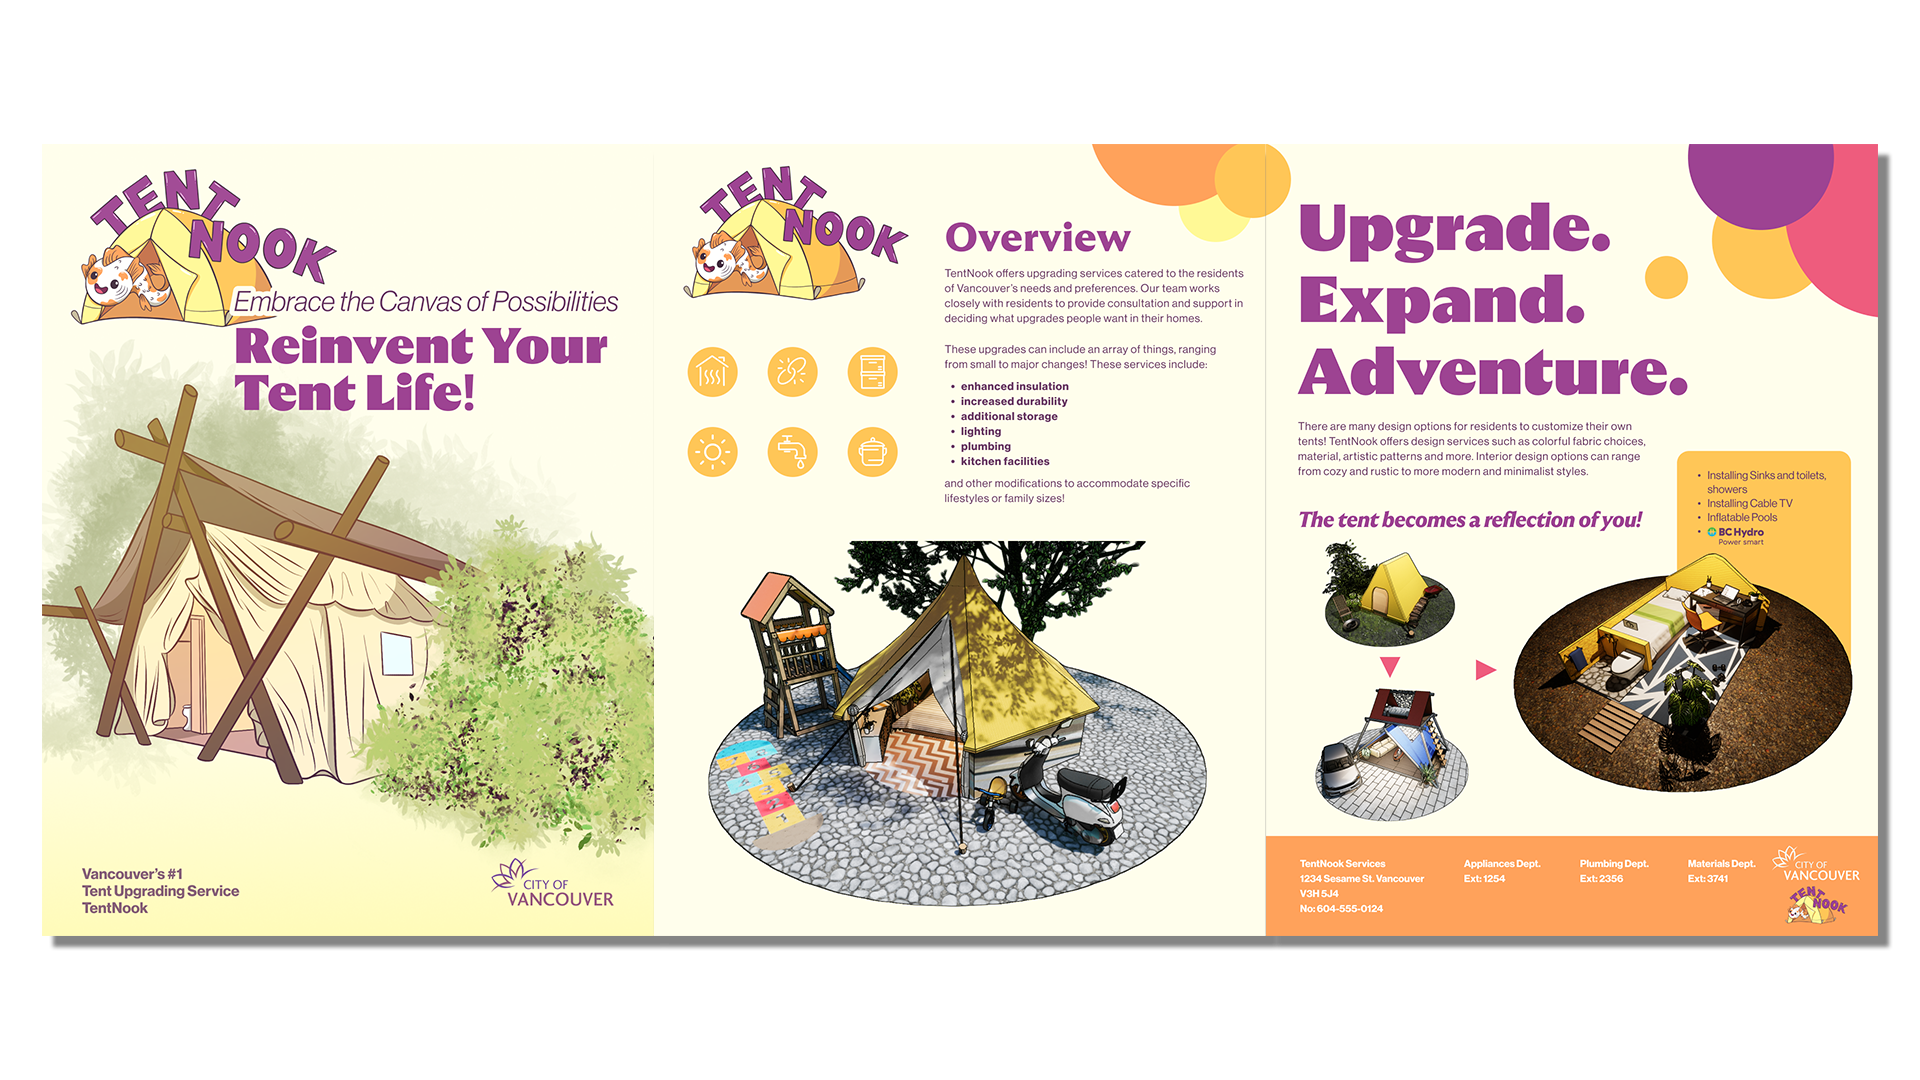 TENT
NOOK
Embrace the Canvas of Possibilities
Reinvent Your
Tent Life!
Vancouver's #1
Tent Upgrading Service
TentNook
CITY OF
VANCOUVER
TENT
NOOK
Overview
TentNook offers upgrading services catered to the residents
of Vancouver's needs and preferences. Our team works
closely with residents to provide consultation and support in
deciding what upgrades people want in their homes.
These upgrades can include an array of things, ranging
from small to major changes! These services include:
• enhanced insulation
• increased durability
• additional storage
• lighting
• plumbing
• kitchen facilities
and other modifications to accommodate specific
lifestyles or family sizes!
Upgrade.
Expand.
Adventure.
There are many design options for residents to customize their own
tents! TentNook offers design services such as colorful fabric choices,
material, artistic patterns and more. Interior design options can range
from cozy and rustic to more modern and minimalist styles.
The tent becomes a reflection of you!
• Installing Sinks and toilets,
showers
• Installing Cable TV
• Inflatable Pools
• BC Hydro
Power smart
TentNook Services
1234 Sesame St. Vancouver
V3H 5J4
No: 604-555-0124
Appliances Dept.
Ext: 1254
Plumbing Dept.
Ext: 2356
Materials Dept.
Ext: 3741
CITY OF
VANCOUVER
TENT
NOOK